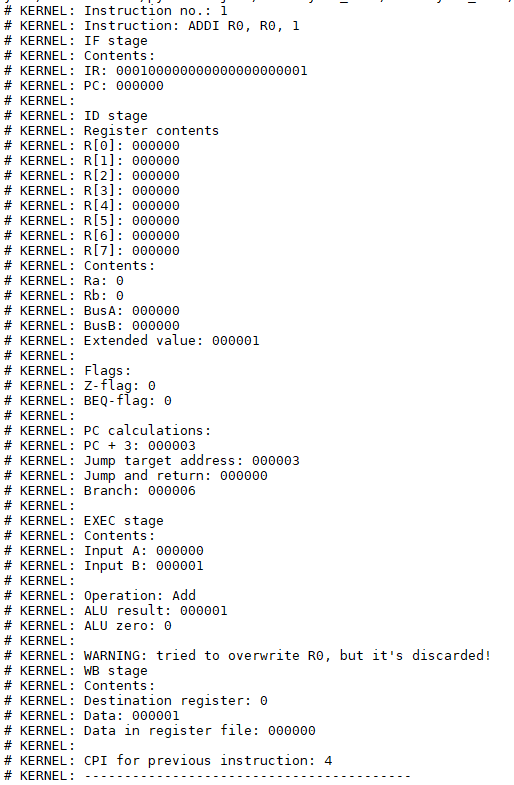 # KERNEL: Instruction no.: 1
# KERNEL: Instruction: ADDI R0, R0, 1
# KERNEL: IF stage
# KERNEL: Contents:
# KERNEL: IR: 000100000000000000000001
# KERNEL: PC: 000000
# KERNEL:
# KERNEL: ID stage
# KERNEL: Register contents
# KERNEL: R[0]: 000000
# KERNEL: R[1]: 000000
# KERNEL: R[2]: 000000
# KERNEL: R[3]: 000000
# KERNEL: R[4]: 000000
# KERNEL: R[5]: 000000
# KERNEL: R[6]: 000000
# KERNEL: R[7]: 000000
# KERNEL: Contents:
# KERNEL: Ra: 0
# KERNEL: Rb: 0
# KERNEL: BusA: 000000
# KERNEL: BusB: 000000
# KERNEL: Extended value: 000001
# KERNEL:
# KERNEL: Flags:
# KERNEL: Z-flag: 0
# KERNEL: BEQ-flag: 0
# KERNEL:
# KERNEL: PC calculations:
# KERNEL: PC + 3: 000003
# KERNEL: Jump target address: 000003
# KERNEL: Jump and return: 000000
# KERNEL: Branch: 000006
# KERNEL:
# KERNEL: EXEC stage
# KERNEL: Contents:
# KERNEL: Input A: 000000
# KERNEL: Input B: 000001
# KERNEL:
# KERNEL: Operation: Add
# KERNEL: ALU result: 000001
# KERNEL: ALU zero: 0
# KERNEL:
# KERNEL: WARNING: tried to overwrite R0, but it's discarded!
# KERNEL: WB stage
# KERNEL: Contents:
# KERNEL: Destination register: 0
# KERNEL: Data: 000001
# KERNEL: Data in register file: 000000
# KERNEL:
# KERNEL: CPI for previous instruction: 4
# KERNEL: -----------------------------------------